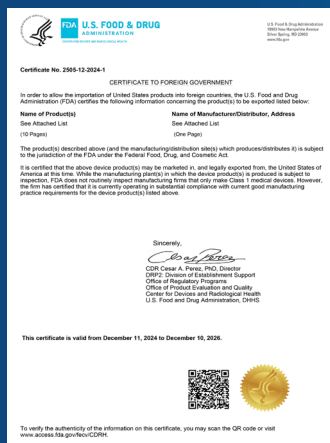 FDA U.S. FOOD & DRUG
ADMINISTRATION
CENTER FOR DEVICES AND RADIOLOGICAL HEALTH
U.S. Food & Drug Administration
10903 New Hampshire Avenue
Silver Spring, MD 20993
www.fda.gov
Certificate No. 2505-12-2024-1
CERTIFICATE TO FOREIGN GOVERNMENT
In order to allow the importation of United States products into foreign countries, the U.S. Food and Drug
Administration (FDA) certifies the following information concerning the product(s) to be exported listed below:
Name of Product(s) Name of Manufacturer/Distributor, Address
See Attached List See Attached List
(10 Pages) (One Page)
The product(s) described above (and the manufacturing/distribution site(s) which produces/distributes it) is subject
to the jurisdiction of the FDA under the Federal Food, Drug, and Cosmetic Act.
It is certified that the above device product(s) may be marketed in, and legally exported from, the United States of
America at this time. While the manufacturing plant(s) in which the device product(s) is produced is subject to
inspection, FDA does not routinely inspect manufacturing firms that only make Class 1 medical devices. However,
the firm has certified that it is currently operating in substantial compliance with current good manufacturing
practice requirements for the device product(s) listed above.
Sincerely,
Cesar Perez
CDR Cesar A. Perez, PhD, Director
DRP2: Division of Establishment Support
Office of Regulatory Programs
Office of Product Evaluation and Quality
Center for Devices and Radiological Health
U.S. Food and Drug Administration, DHHS
This certificate is valid from December 11, 2024 to December 10, 2026.
To verify the authenticity of the information on this certificate, you may scan the QR code or visit
www.access.fda.gov/fecv/CDRH.